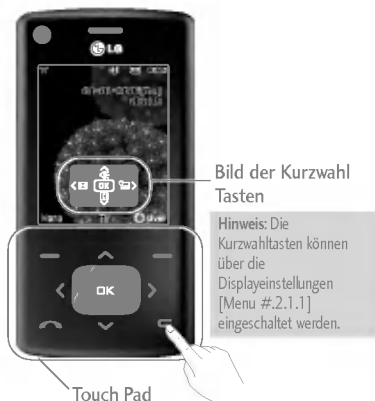 LG
OK
Bild der Kurzwahl
Tasten
Hinweis: Die
Kurzwahltasten können
über die
Displayeinstellungen
[Menu #.2.1.1]
eingeschaltet werden.
OK
Touch Pad